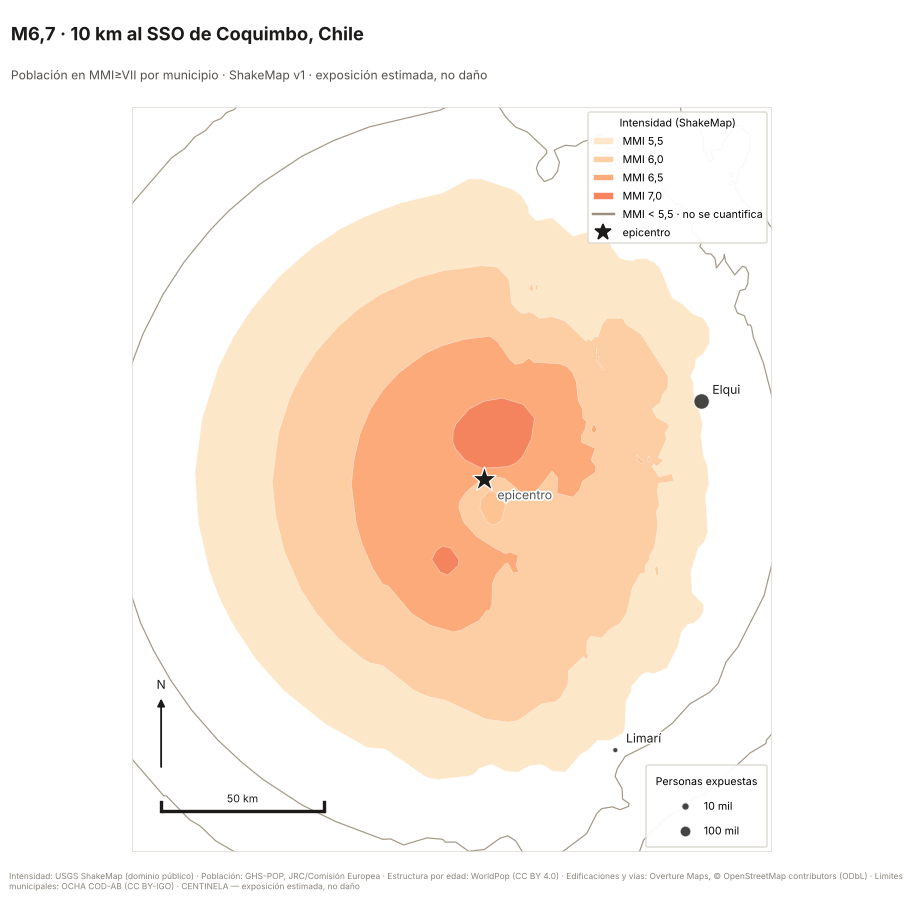 M6,7 · 10 km al SSO de Coquimbo, Chile
Población en MMI≥VII por municipio · ShakeMap v1 · exposición estimada, no daño
Intensidad (ShakeMap)
MMI 5,5
MMI 6,0
MMI 6,5
MMI 7,0
MMI < 5,5 · no se cuantifica
epicentro
Elqui
epicentro
N
Limarí
50 km
Personas expuestas
10 mil
100 mil
Intensidad: USGS ShakeMap (dominio público) · Población: GHS-POP, JRC/Comisión Europea · Estructura por edad: WorldPop (CC BY 4.0) · Edificaciones y vías: Overture Maps, © OpenStreetMap contributors (ODbL) · Límites
municipales: OCHA COD-AB (CC BY-IGO) · CENTINELA — exposición estimada, no daño